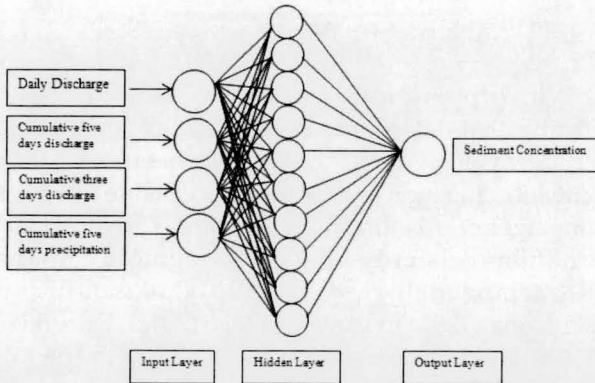 Daily Discharge
Cumulative five
days discharge
Cumulative three
days discharge
Cumulative five
days precipitation
Sediment Concentration
Input Layer
Hidden Layer
Output Layer